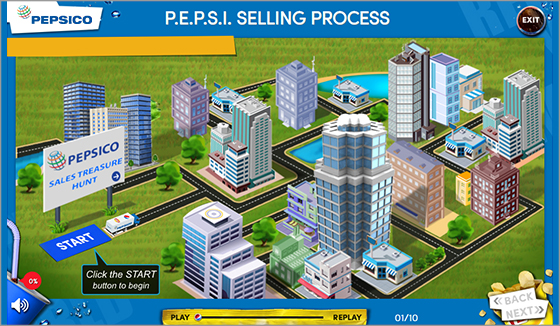 PEPSICO
P.E.P.S.I. SELLING PROCESS
EXIT
PEPSICO
SALES TREASURE
HUNT
START
Click the START
button to begin
0%
PLAY
REPLAY
01/10
<<BACK
NEXT>>